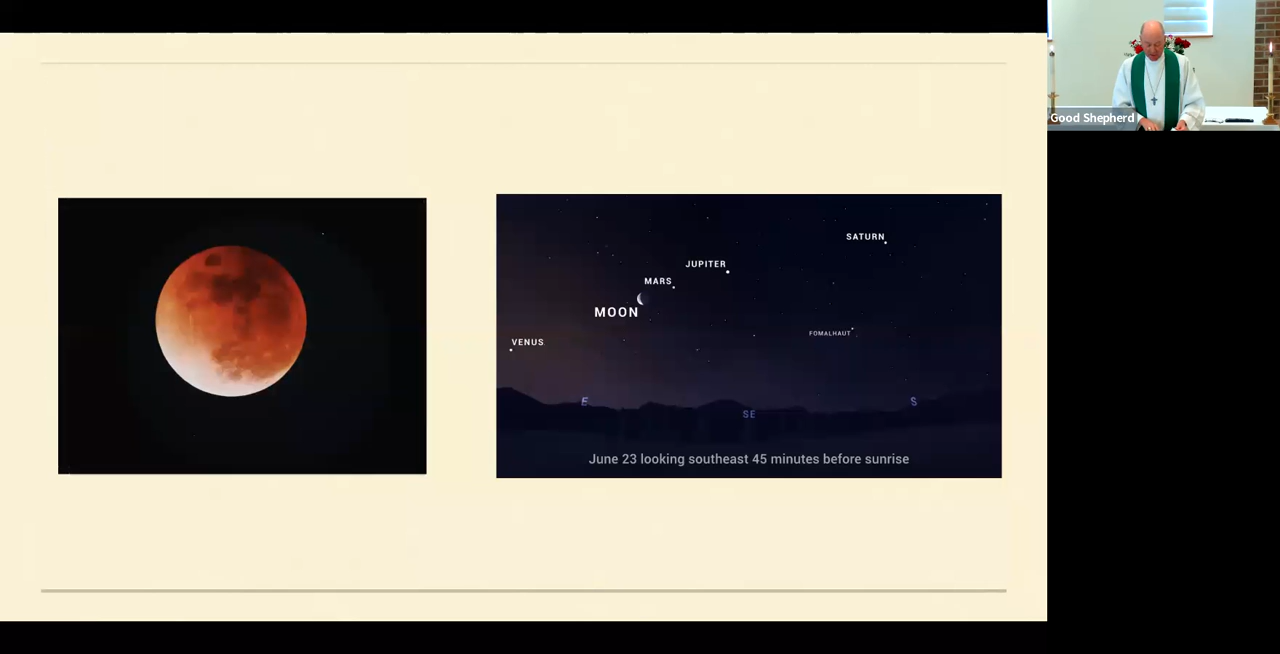 Good Shepherd
SATURN
JUPITER
MARS
MOON
FOMALHAUT
VENUS
E
S
SE
June 23 looking southeast 45 minutes before sunrise